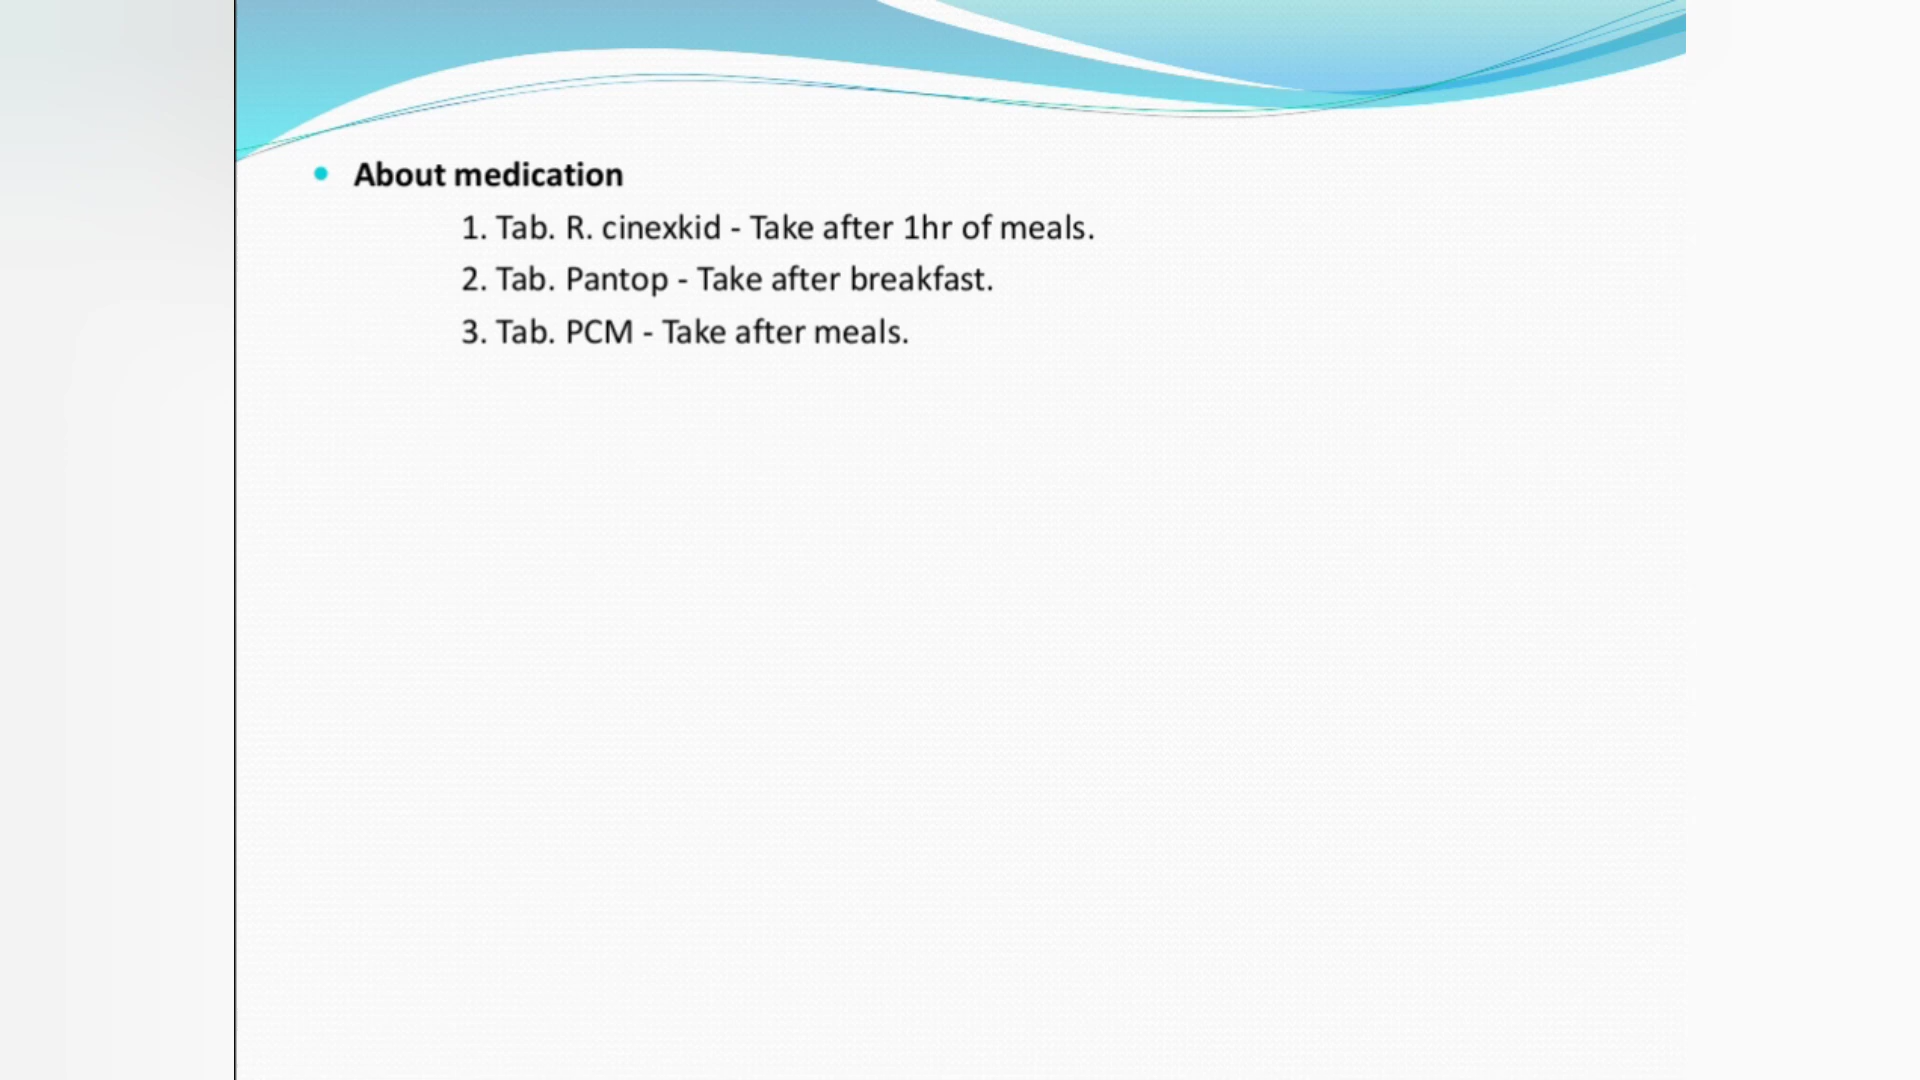 • About medication
1. Tab. R. cinexkid - Take after 1hr of meals.
2. Tab. Pantop - Take after breakfast.
3. Tab. PCM - Take after meals.